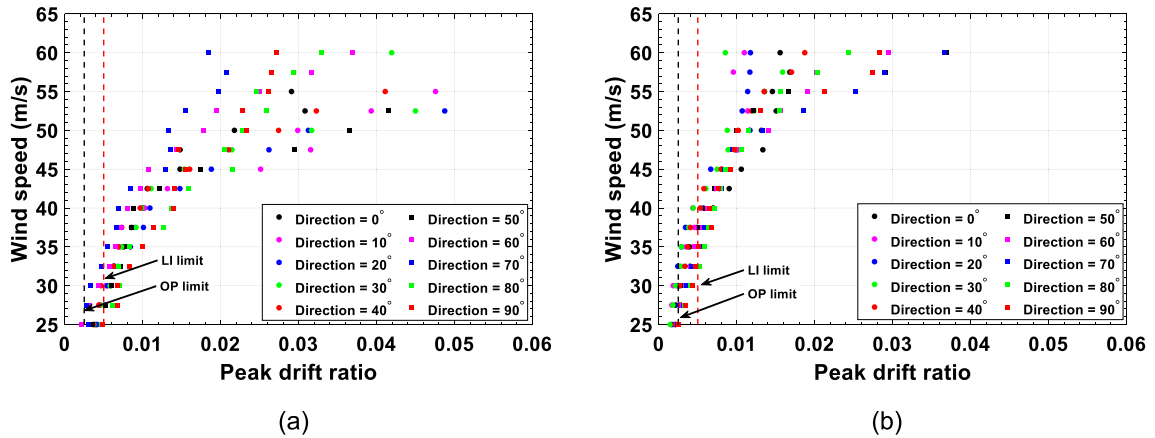 65
60
55
50
45
40
35
30
25
Wind speed (m/s)
0
0.01
0.02
0.03
0.04
0.05
0.06
Peak drift ratio
LI limit
OP limit
Direction = 0°
Direction = 10°
Direction = 20°
Direction = 30°
Direction = 40°
Direction = 50°
Direction = 60°
Direction = 70°
Direction = 80°
Direction = 90°
(a)
65
60
55
50
45
40
35
30
25
Wind speed (m/s)
0
0.01
0.02
0.03
0.04
0.05
0.06
Peak drift ratio
LI limit
OP limit
Direction = 0°
Direction = 10°
Direction = 20°
Direction = 30°
Direction = 40°
Direction = 50°
Direction = 60°
Direction = 70°
Direction = 80°
Direction = 90°
(b)